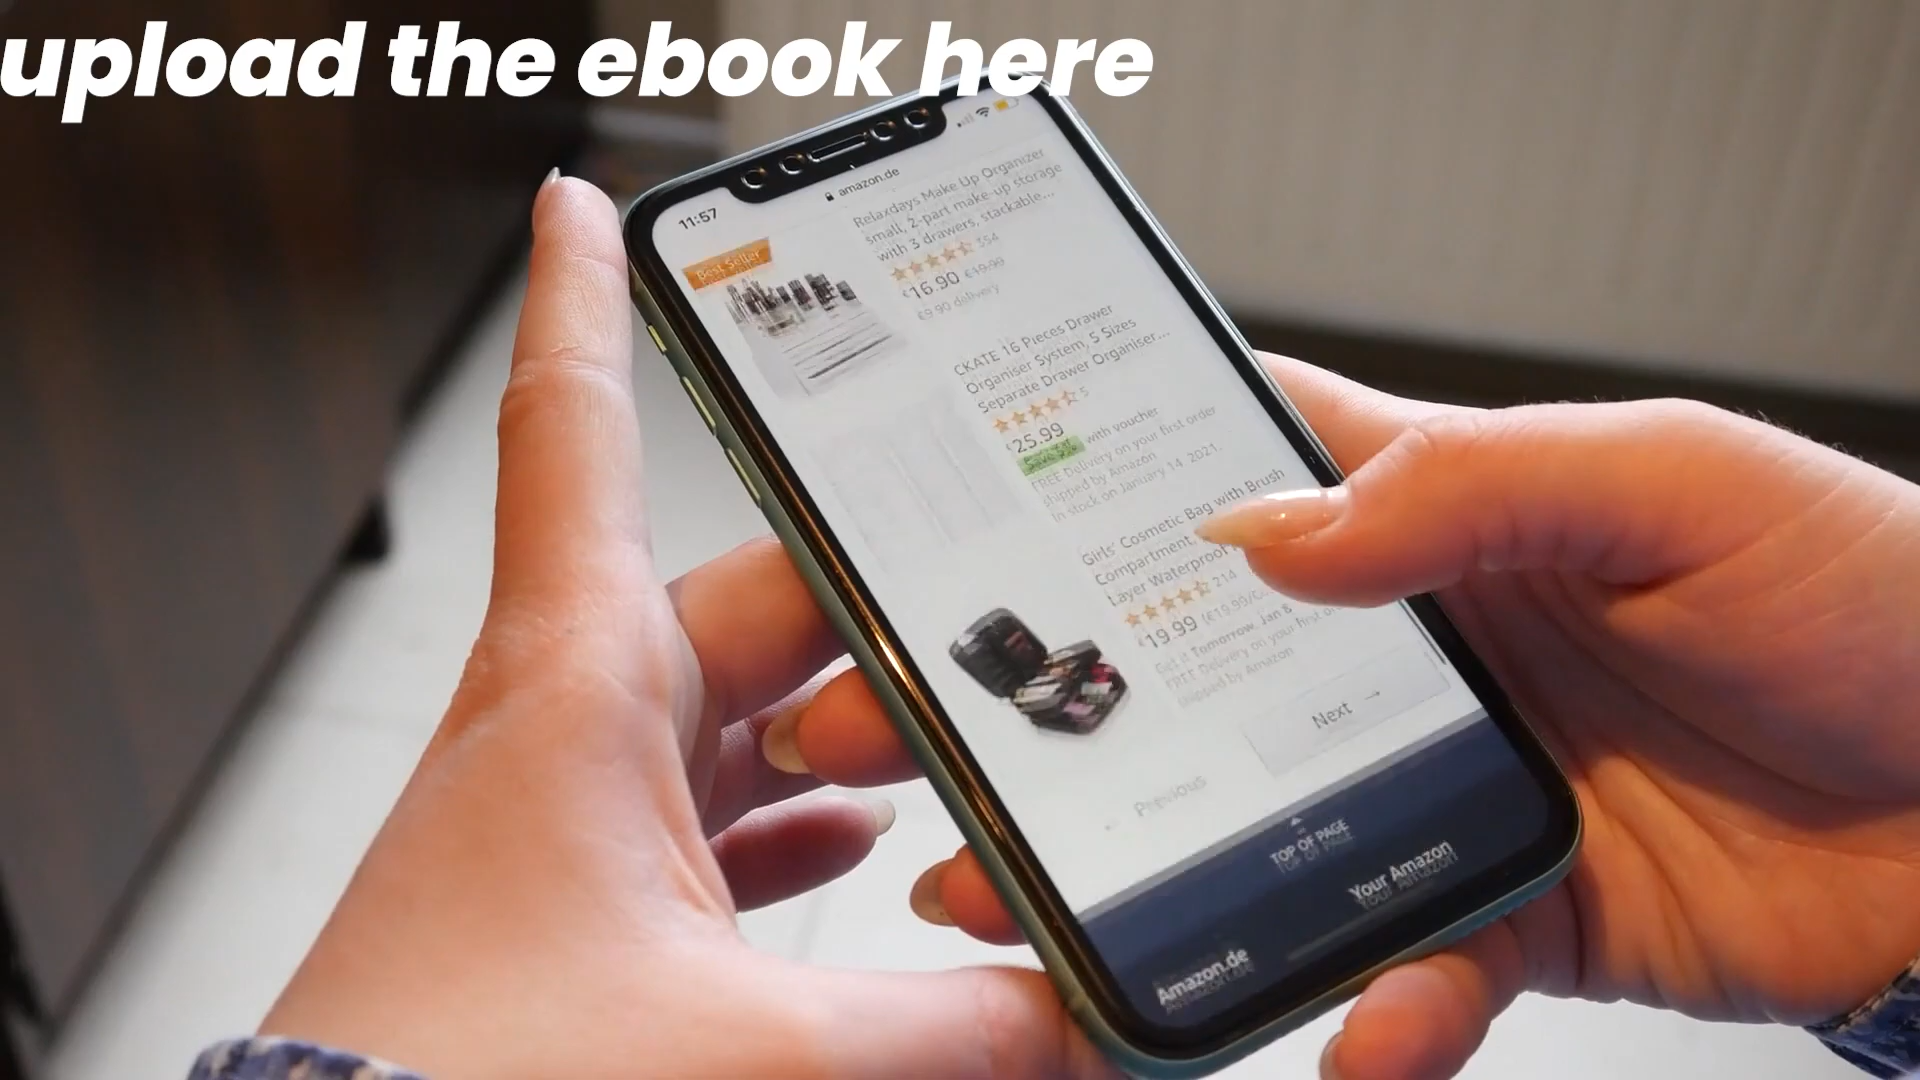 upload the ebook here
11:57
amazon.de
Relaxdays Make Up Organizer
small, 2-part make-up storage
with 3 drawers, stackable...
354
€16.90 €19.90
€9.90 delivery
Best Seller
CKATE 16 Pieces Drawer
Organiser System, 5 Sizes
Separate Drawer Organiser...
5
€25.99
with voucher
FREE Delivery on your first order
shipped by Amazon
In stock on January 14, 2021.
Girls' Cosmetic Bag with Brush
Compartment,
Layer Waterproof
214
€19.99 (€19.99/
Get it Tomorrow, Jan 8
FREE Delivery on your first
shipped by Amazon
Next →
← Previous
TOP OF PAGE
Your Amazon
Amazon.de